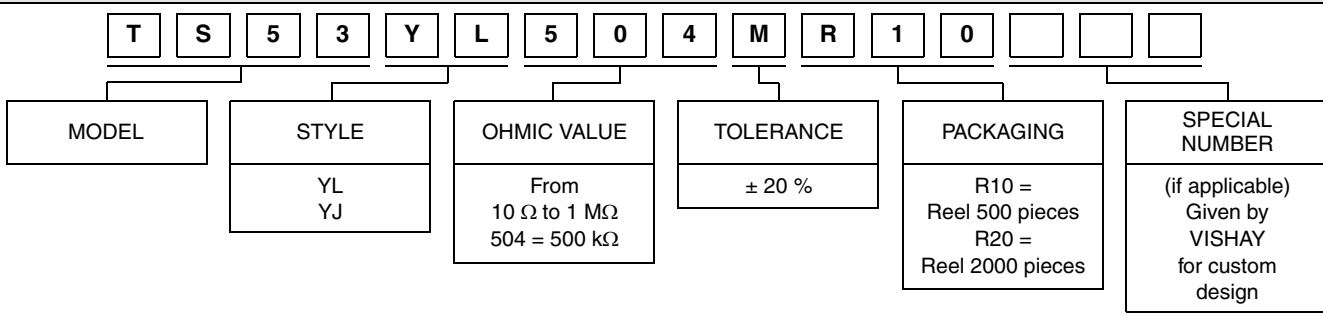 T S 5 3 Y L 5 0 4 M R 1 0
MODEL
STYLE
YL
YJ
OHMIC VALUE
From
10 Ω to 1 MΩ
504 = 500 kΩ
TOLERANCE
± 20 %
PACKAGING
R10 =
Reel 500 pieces
R20 =
Reel 2000 pieces
SPECIAL
NUMBER
(if applicable)
Given by
VISHAY
for custom
design